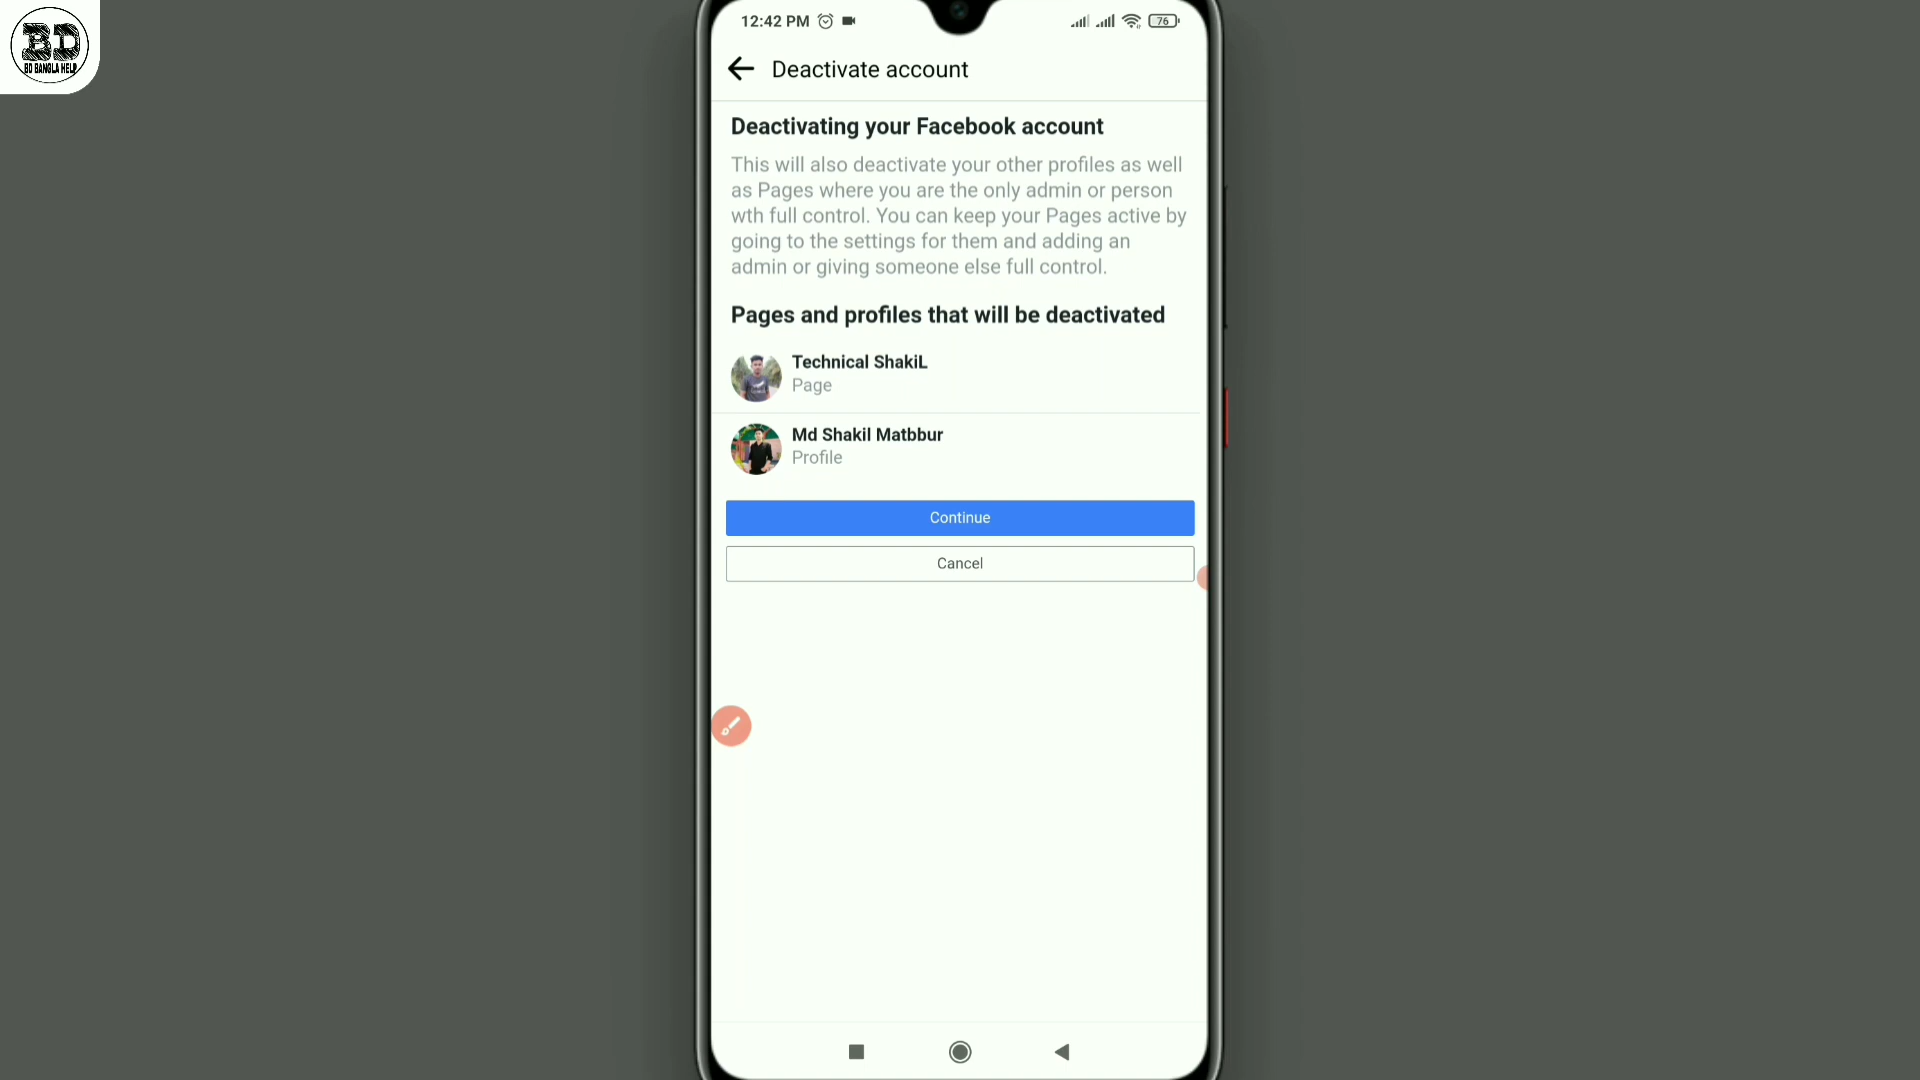 BD
BD BANGLA HELP
12:42 PM
76
Deactivate account
Deactivating your Facebook account
This will also deactivate your other profiles as well
as Pages where you are the only admin or person
wth full control. You can keep your Pages active by
going to the settings for them and adding an
admin or giving someone else full control.
Pages and profiles that will be deactivated
Technical ShakiL
Page
Md Shakil Matbbur
Profile
Continue
Cancel